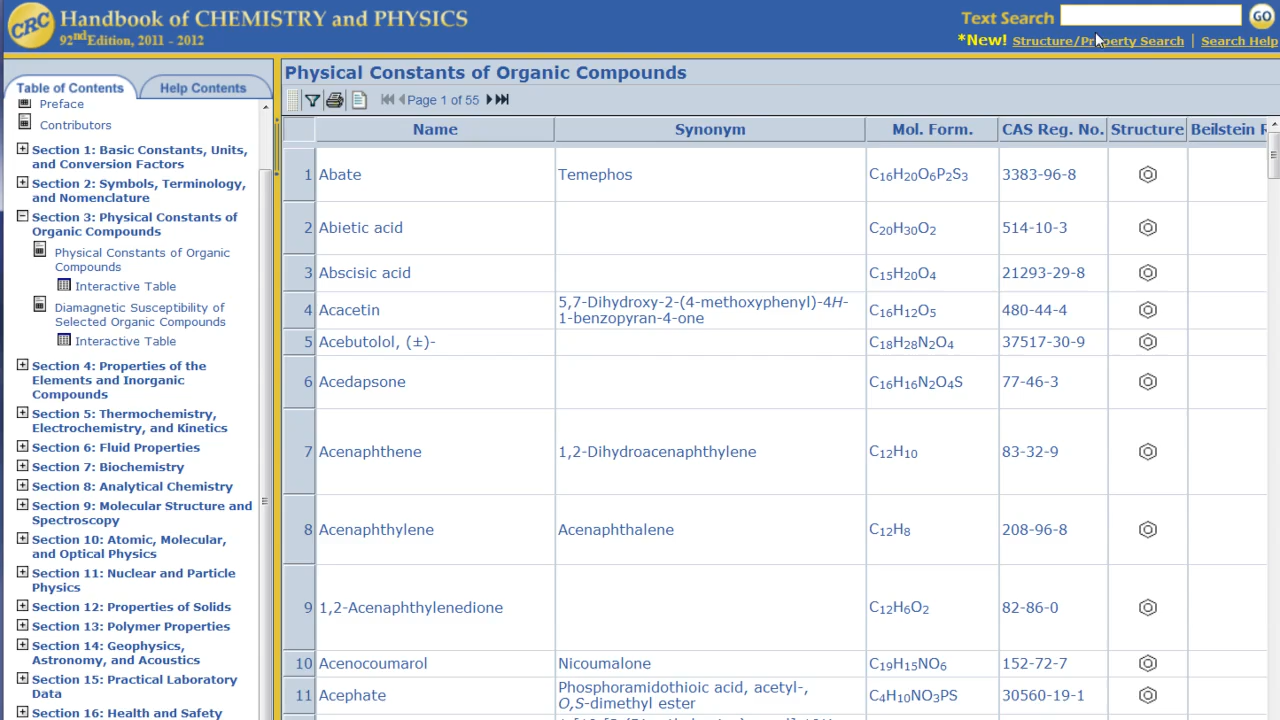 CRC
Handbook of CHEMISTRY and PHYSICS
92nd Edition, 2011 - 2012
Text Search
GO
*New! Structure/Property Search | Search Help
Table of Contents
Help Contents
Preface
Contributors
Section 1: Basic Constants, Units,
and Conversion Factors
Section 2: Symbols, Terminology,
and Nomenclature
Section 3: Physical Constants of
Organic Compounds
Physical Constants of Organic
Compounds
Interactive Table
Diamagnetic Susceptibility of
Selected Organic Compounds
Interactive Table
Section 4: Properties of the
Elements and Inorganic
Compounds
Section 5: Thermochemistry,
Electrochemistry, and Kinetics
Section 6: Fluid Properties
Section 7: Biochemistry
Section 8: Analytical Chemistry
Section 9: Molecular Structure and
Spectroscopy
Section 10: Atomic, Molecular,
and Optical Physics
Section 11: Nuclear and Particle
Physics
Section 12: Properties of Solids
Section 13: Polymer Properties
Section 14: Geophysics,
Astronomy, and Acoustics
Section 15: Practical Laboratory
Data
Section 16: Health and Safety
Physical Constants of Organic Compounds
Page 1 of 55
Name Synonym Mol. Form. CAS Reg. No. Structure Beilstein R
1 Abate Temephos C16H20O6P2S3 3383-96-8
2 Abietic acid C20H30O2 514-10-3
3 Abscisic acid C15H20O4 21293-29-8
4 Acacetin 5,7-Dihydroxy-2-(4-methoxyphenyl)-4H-
1-benzopyran-4-one C16H12O5 480-44-4
5 Acebutolol, (±)- C18H28N2O4 37517-30-9
6 Acedapsone C16H16N2O4S 77-46-3
7 Acenaphthene 1,2-Dihydroacenaphthylene C12H10 83-32-9
8 Acenaphthylene Acenaphthalene C12H8 208-96-8
9 1,2-Acenaphthylenedione C12H6O2 82-86-0
10 Acenocoumarol Nicoumalone C19H15NO6 152-72-7
11 Acephate Phosphoramidothioic acid, acetyl-,
O,S-dimethyl ester C4H10NO3PS 30560-19-1